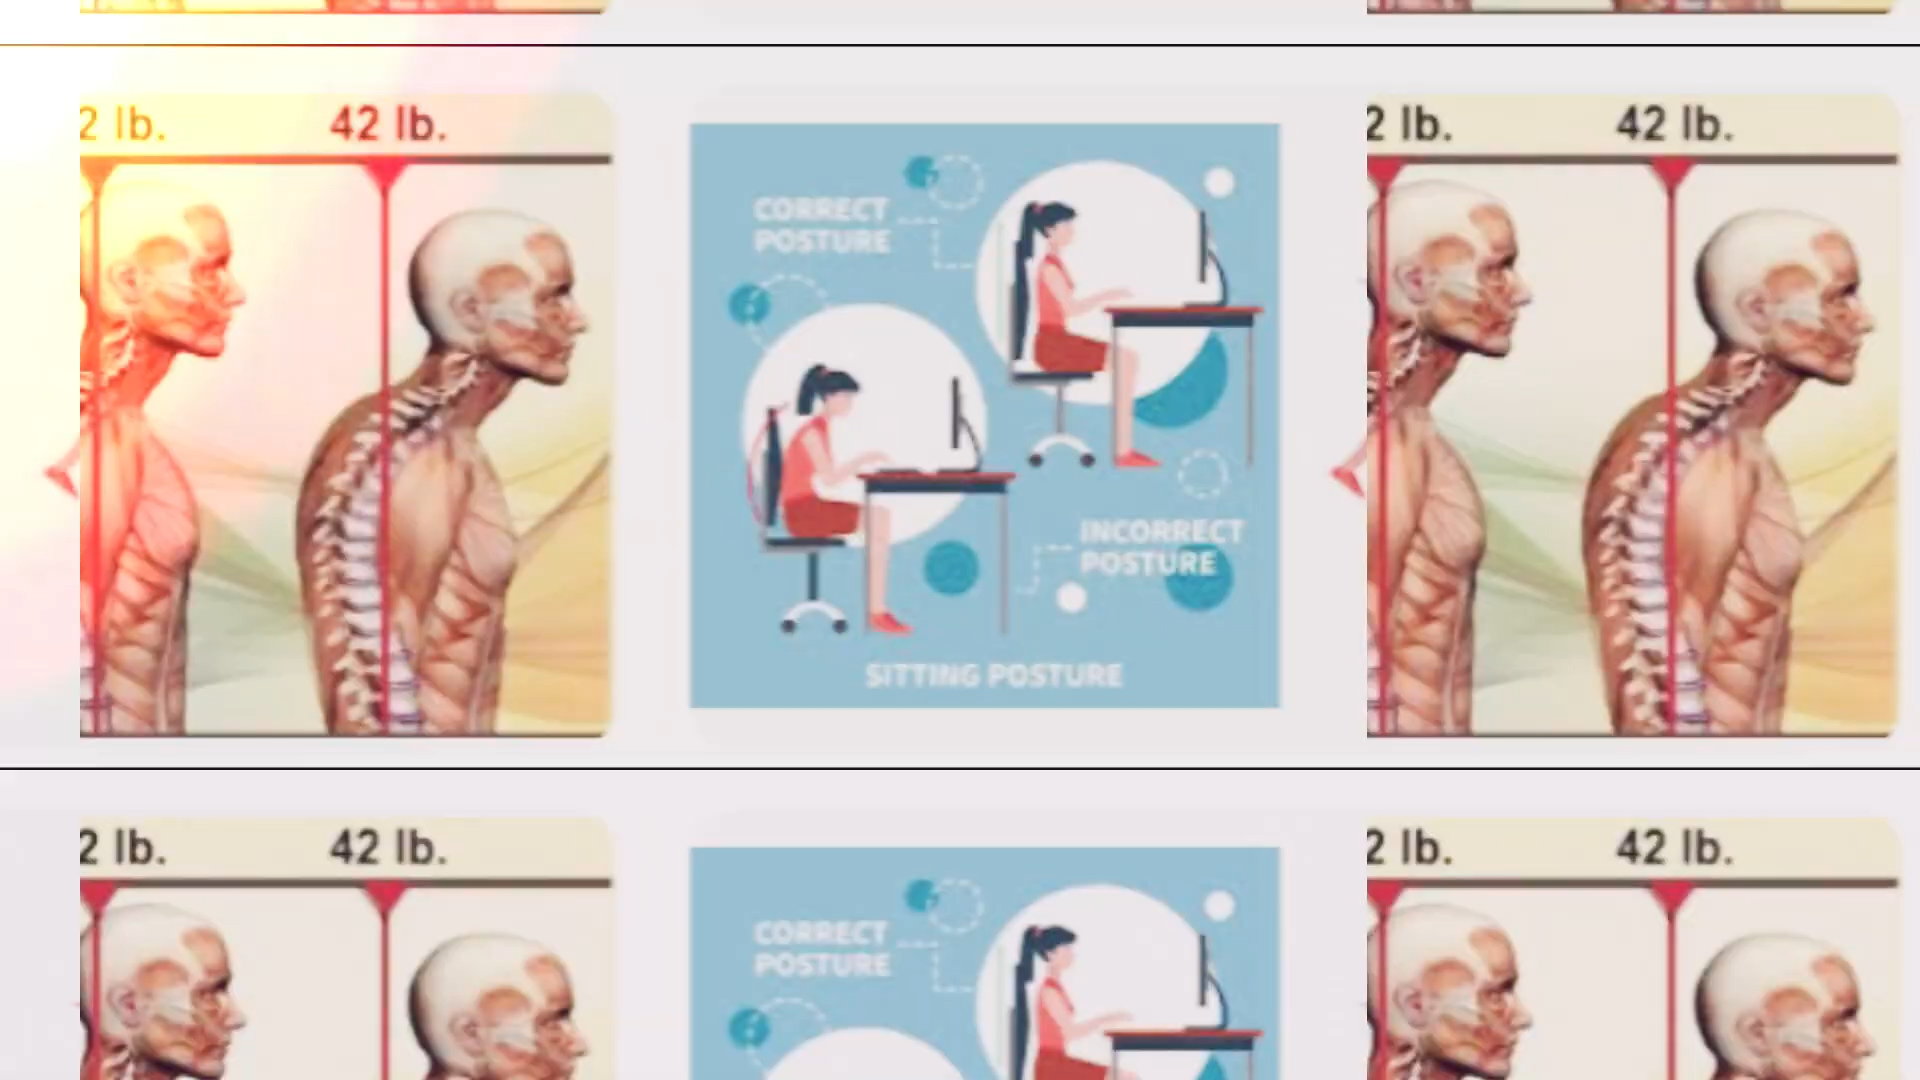 2 lb. 42 lb.
CORRECT
POSTURE
INCORRECT
POSTURE
SITTING POSTURE
2 lb. 42 lb.
2 lb. 42 lb.
CORRECT
POSTURE
2 lb. 42 lb.